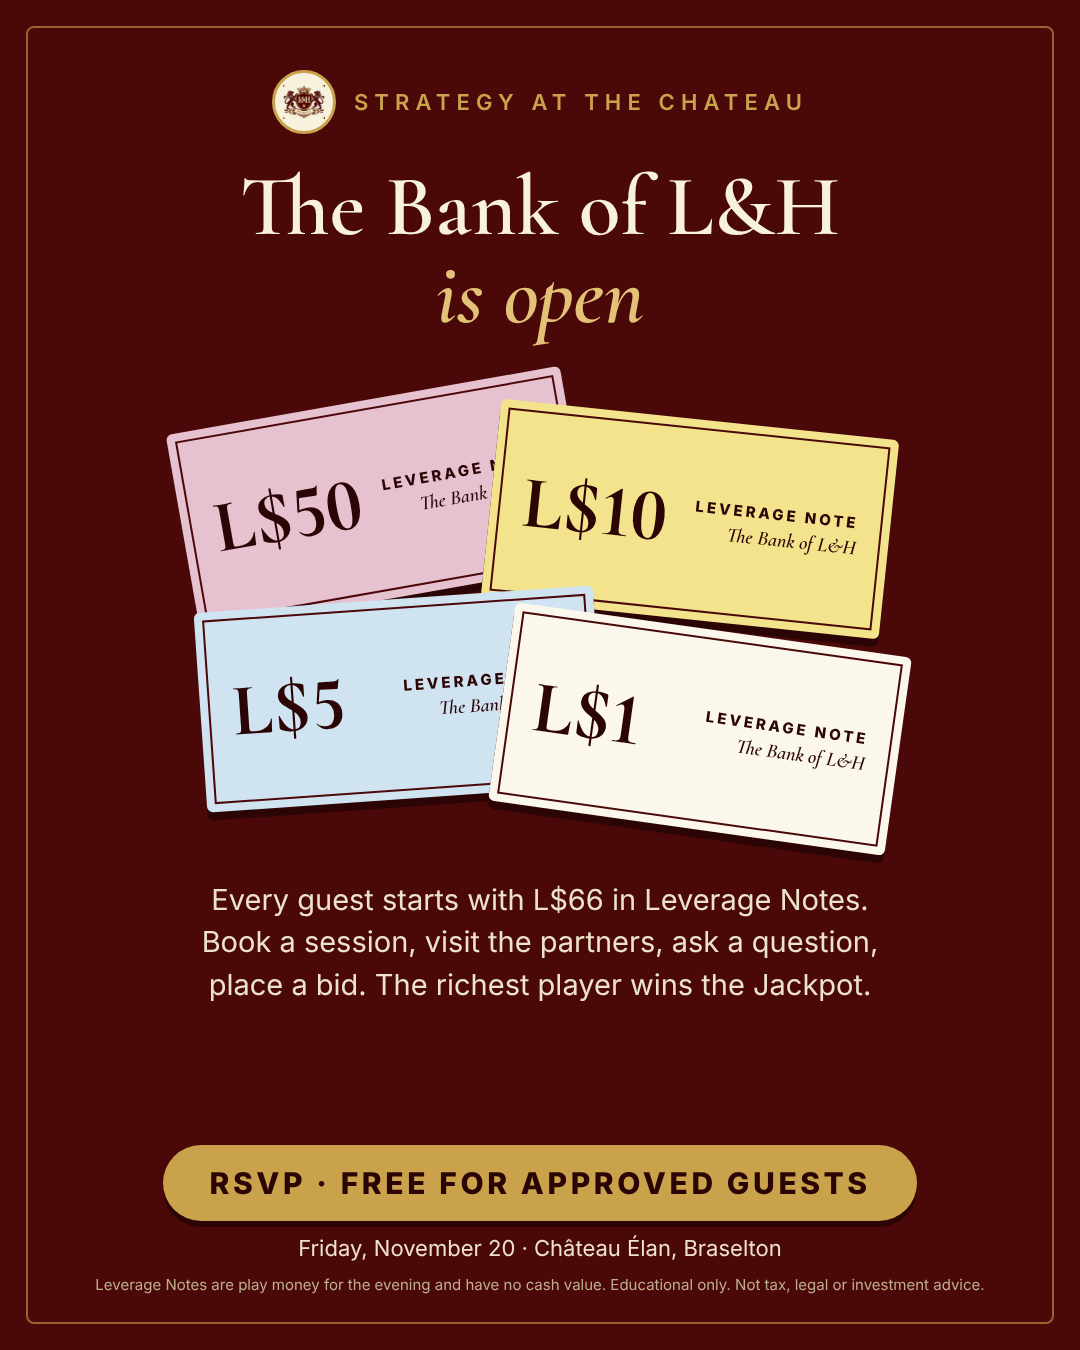 STRATEGY AT THE CHATEAU
The Bank of L&H
is open
L$50
LEVERAGE
The Bank
L$10
LEVERAGE NOTE
The Bank of L&H
L$5
LEVERAGE
The Bank
L$1
LEVERAGE NOTE
The Bank of L&H
Every guest starts with L$66 in Leverage Notes.
Book a session, visit the partners, ask a question,
place a bid. The richest player wins the Jackpot.
RSVP · FREE FOR APPROVED GUESTS
Friday, November 20 · Château Élan, Braselton
Leverage Notes are play money for the evening and have no cash value. Educational only. Not tax, legal or investment advice.